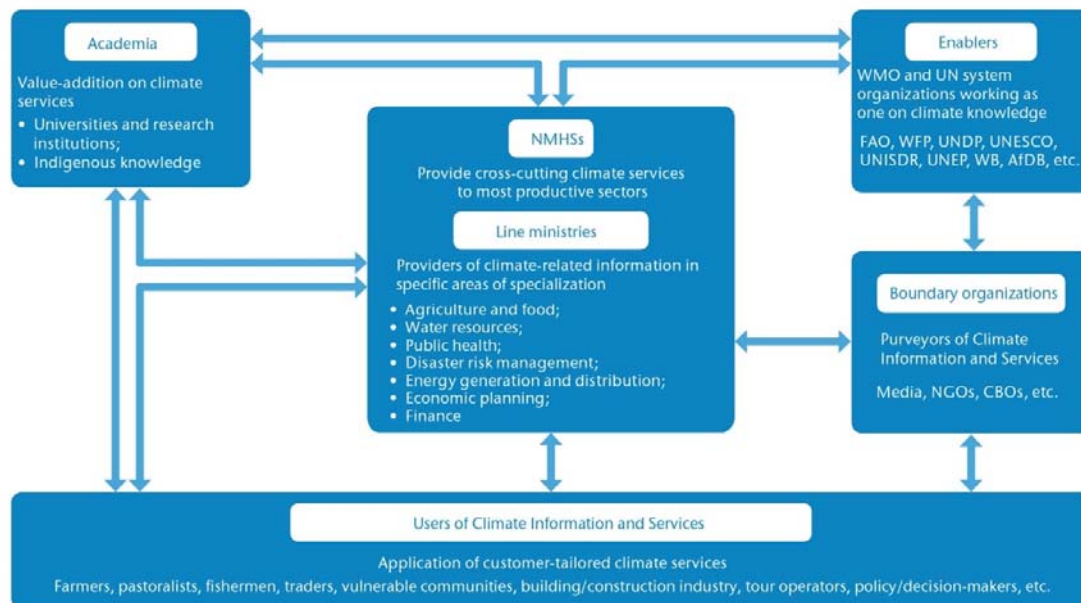 Academia
Value-addition on climate
services
• Universities and research
institutions;
• Indigenous knowledge
Enablers
WMO and UN system
organizations working as
one on climate knowledge
FAO, WFP, UNDP, UNESCO,
UNISDR, UNEP, WB, AfDB, etc.
NMHSs
Provide cross-cutting climate services
to most productive sectors
Line ministries
Providers of climate-related information in
specific areas of specialization
• Agriculture and food;
• Water resources;
• Public health;
• Disaster risk management;
• Energy generation and distribution;
• Economic planning;
• Finance
Boundary organizations
Purveyors of Climate
Information and Services
Media, NGOs, CBOs, etc.
Users of Climate Information and Services
Application of customer-tailored climate services
Farmers, pastoralists, fishermen, traders, vulnerable communities, building/construction industry, tour operators, policy/decision-makers, etc.